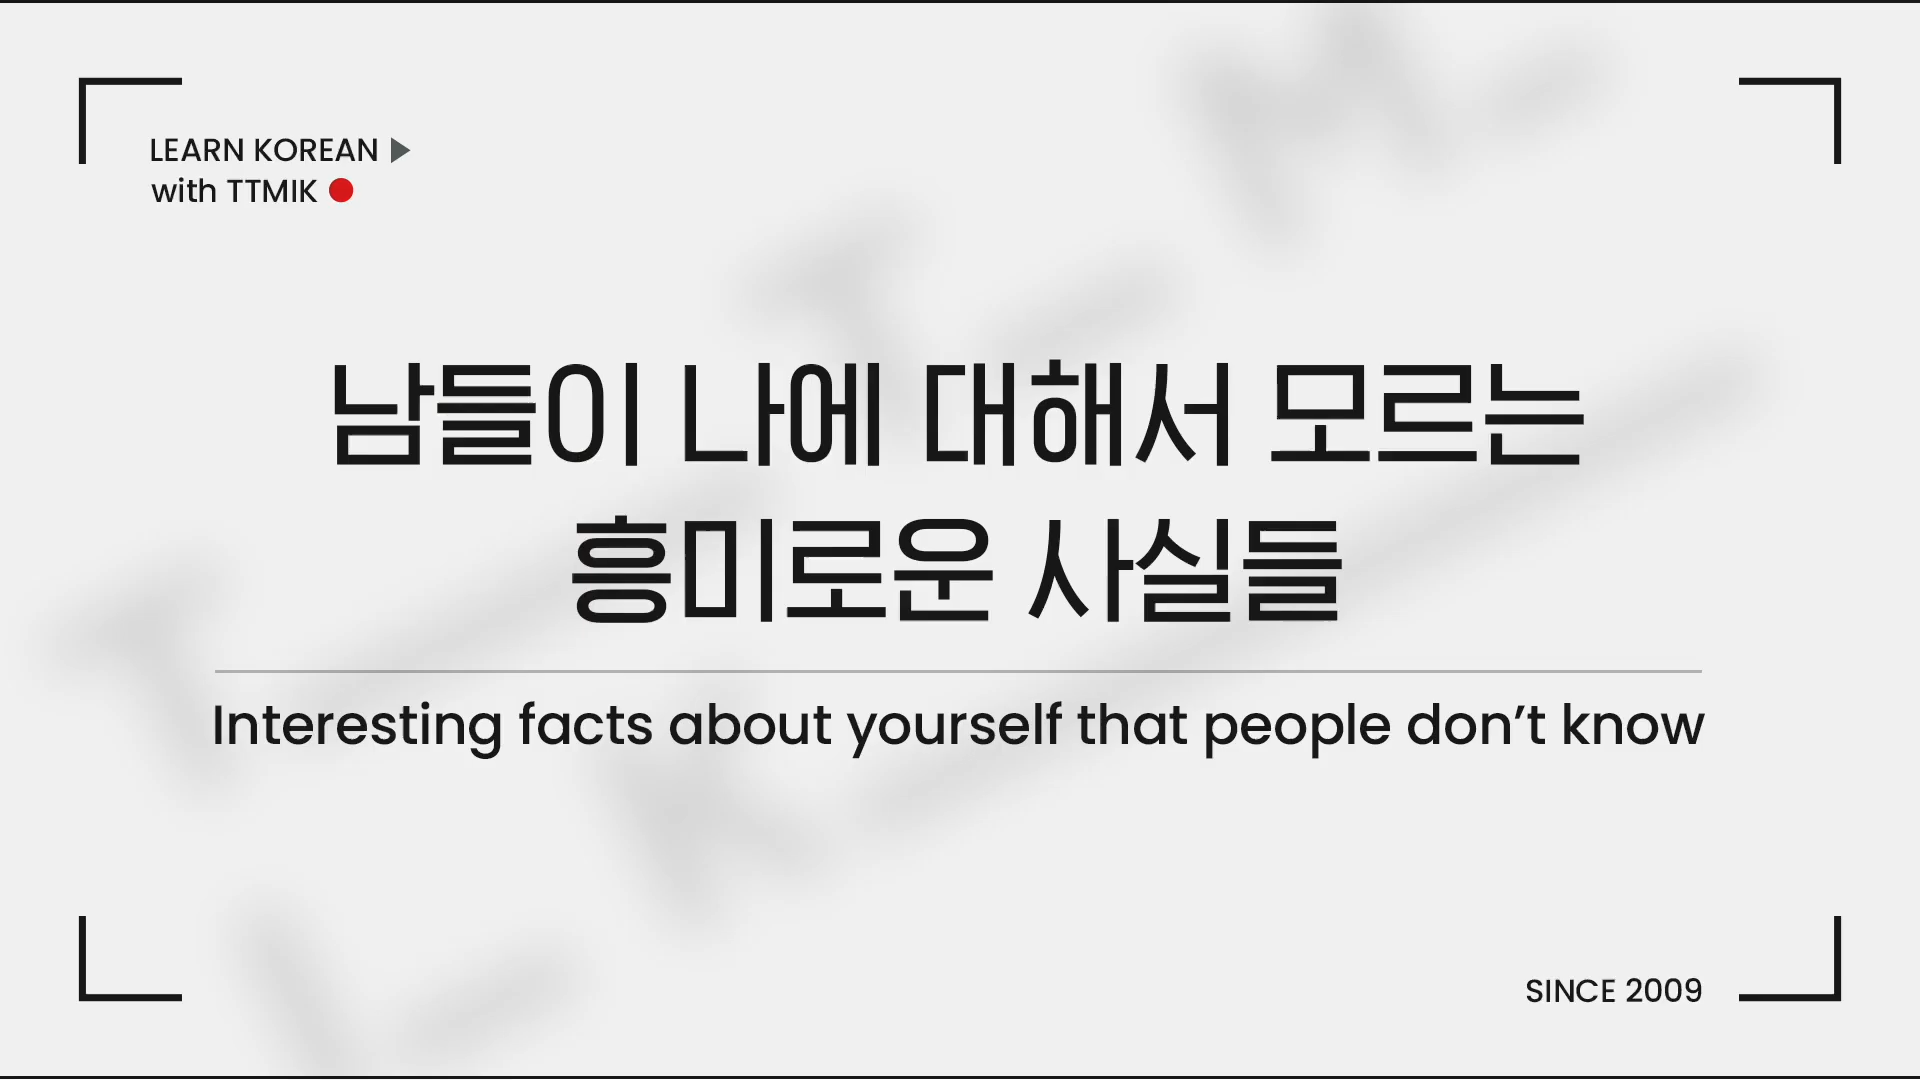 LEARN KOREAN
with TTMIK
남들이 나에 대해서 모르는
흥미로운 사실들
Interesting facts about yourself that people don’t know
SINCE 2009